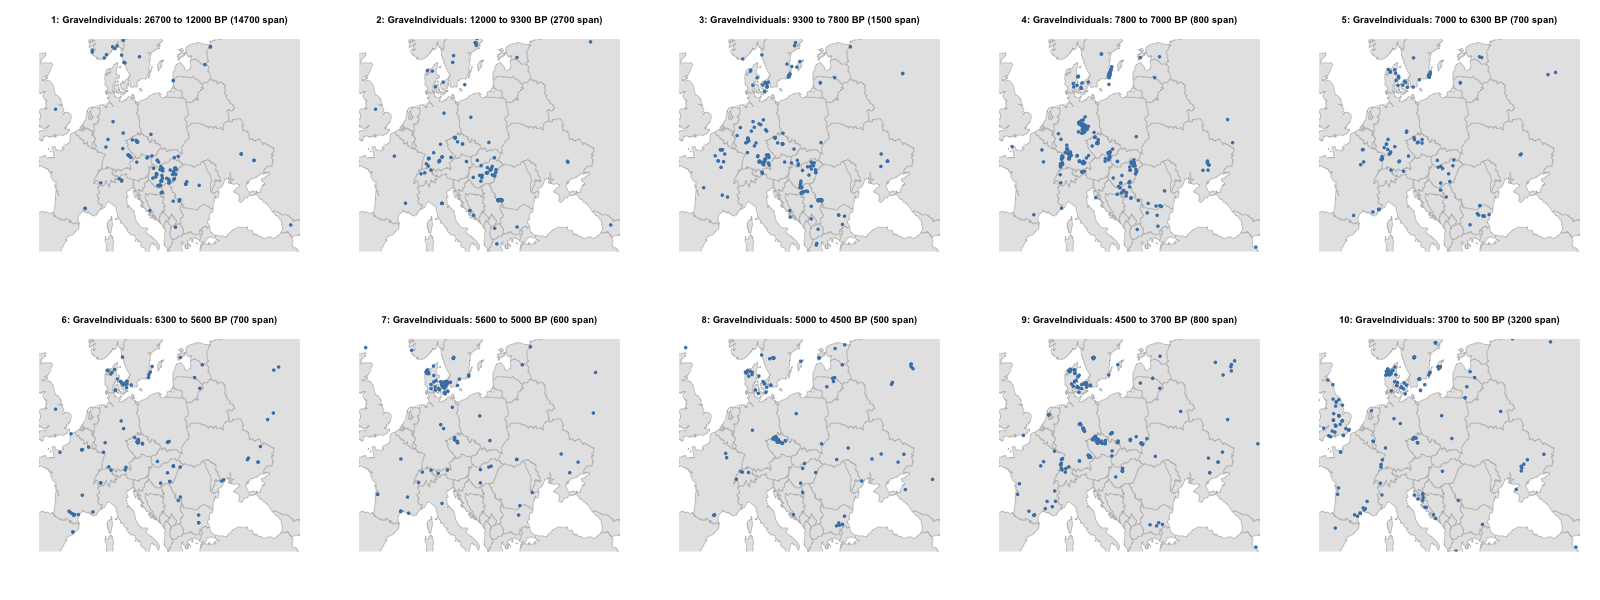 1: GraveIndividuals: 26700 to 12000 BP (14700 span)
2: GraveIndividuals: 12000 to 9300 BP (2700 span)
3: GraveIndividuals: 9300 to 7800 BP (1500 span)
4: GraveIndividuals: 7800 to 7000 BP (800 span)
5: GraveIndividuals: 7000 to 6300 BP (700 span)
6: GraveIndividuals: 6300 to 5600 BP (700 span)
7: GraveIndividuals: 5600 to 5000 BP (600 span)
8: GraveIndividuals: 5000 to 4500 BP (500 span)
9: GraveIndividuals: 4500 to 3700 BP (800 span)
10: GraveIndividuals: 3700 to 500 BP (3200 span)